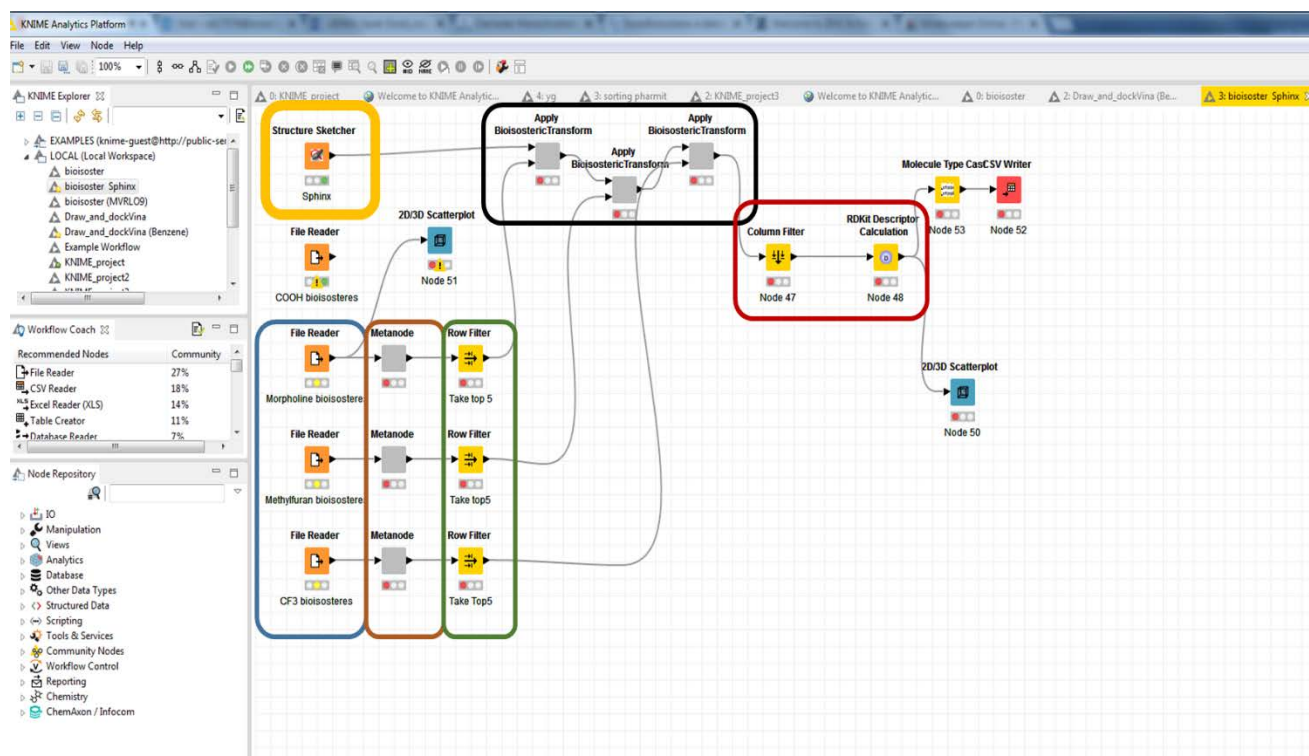 KNIME Analytics Platform
File Edit View Node Help
100%
KNIME Explorer
EXAMPLES (knime-guest@http://public-ser
LOCAL (Local Workspace)
bioisoster
bioisoster Sphinx
bioisoster (MVRL09)
Draw_and_dockVina
Draw_and_dockVina (Benzene)
Example Workflow
KNIME_project
KNIME_project2
Workflow Coach
Recommended Nodes Community
File Reader 27%
CSV Reader 18%
Excel Reader (XLS) 14%
Table Creator 11%
Database Reader 7%
Node Repository
IO
Manipulation
Views
Analytics
Database
Other Data Types
Structured Data
Scripting
Tools & Services
Community Nodes
Workflow Control
Reporting
Chemistry
ChemAxon / Infocom
0: KNIME_project Welcome to KNIME Analytic... 4: yg 3: sorting pharmit 2: KNIME_project3 Welcome to KNIME Analytic... 0: bioisoster 2: Draw_and_dockVina (Be... 3: bioisoster Sphinx
Structure Sketcher
Sphinx
File Reader
COOH bioisosteres
2D/3D Scatterplot
Node 51
File Reader
Morpholine bioisostere
Metanode
Row Filter
Take top 5
File Reader
Methylfuran bioisostere
Metanode
Row Filter
Take top5
File Reader
CF3 bioisosteres
Metanode
Row Filter
Take Top5
Apply
BioisostericTransform
Apply
BioisostericTransform
Apply
BioisostericTransform
Column Filter
Node 47
RDKit Descriptor
Calculation
Node 48
Molecule Type Cast
Node 53
CSV Writer
Node 52
2D/3D Scatterplot
Node 50